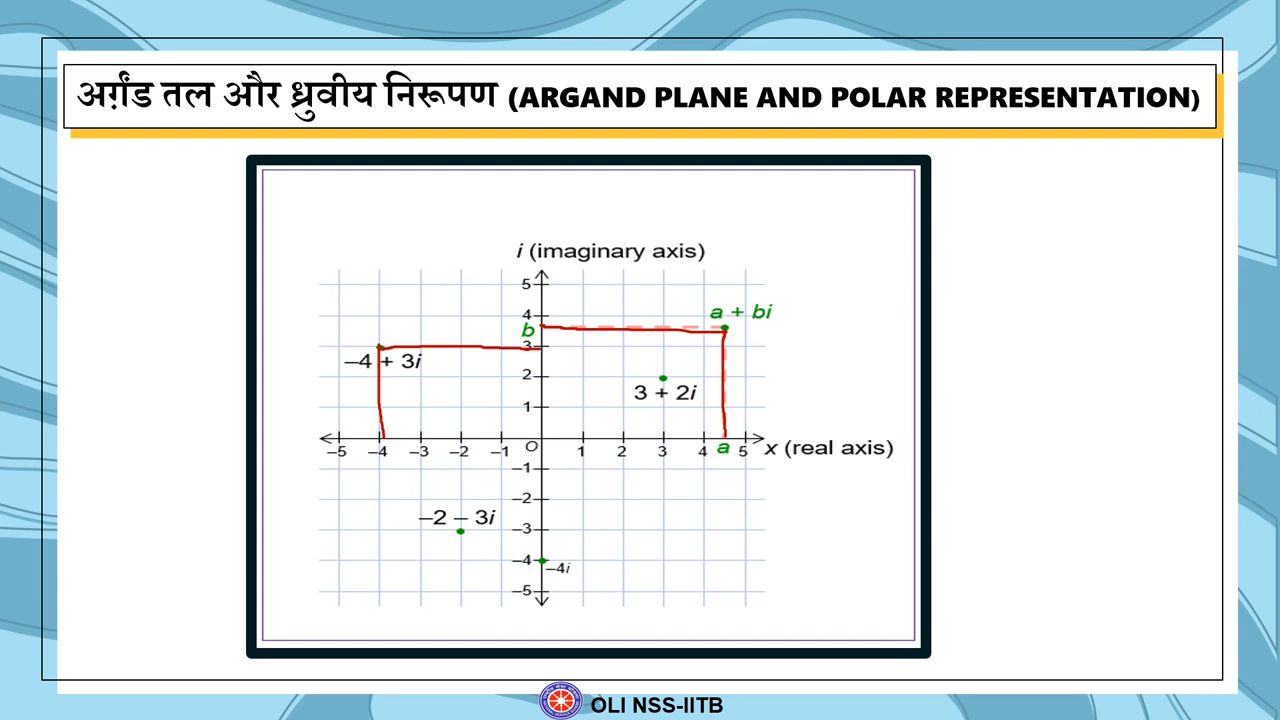 अर्ग़ंड तल और ध्रुवीय निरूपण (ARGAND PLANE AND POLAR REPRESENTATION)
i (imaginary axis)
5
4
a + bi
b
3
–4 + 3i
2
3 + 2i
1
–5 –4 –3 –2 –1 O 1 2 3 4 a 5 x (real axis)
–1
–2
–2 – 3i
–3
–4
–4i
–5
OLI NSS-IITB